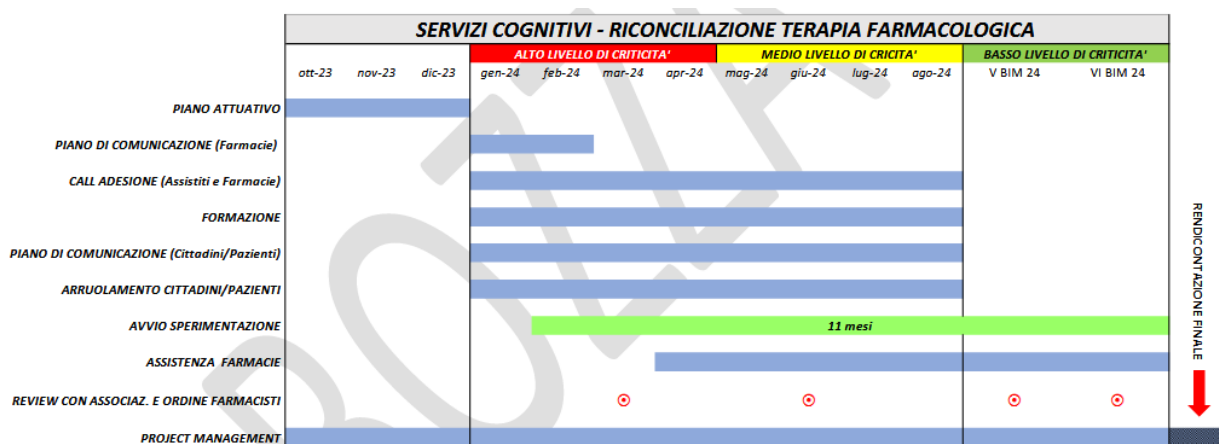 SERVIZI COGNITIVI - RICONCILIAZIONE TERAPIA FARMACOLOGICA
ALTO LIVELLO DI CRITICITA' MEDIO LIVELLO DI CRICITA' BASSO LIVELLO DI CRITICITA'
ott-23 nov-23 dic-23 gen-24 feb-24 mar-24 apr-24 mag-24 giu-24 lug-24 ago-24 V BIM 24 VI BIM 24
PIANO ATTUATIVO
PIANO DI COMUNICAZIONE (Farmacie)
CALL ADESIONE (Assistiti e Farmacie)
FORMAZIONE
PIANO DI COMUNICAZIONE (Cittadini/Pazienti)
ARRUOLAMENTO CITTADINI/PAZIENTI
AVVIO SPERIMENTAZIONE 11 mesi
ASSISTENZA FARMACIE
REVIEW CON ASSOCIAZ. E ORDINE FARMACISTI
PROJECT MANAGEMENT
RENDICONTAZIONE FINALE
BOZZA